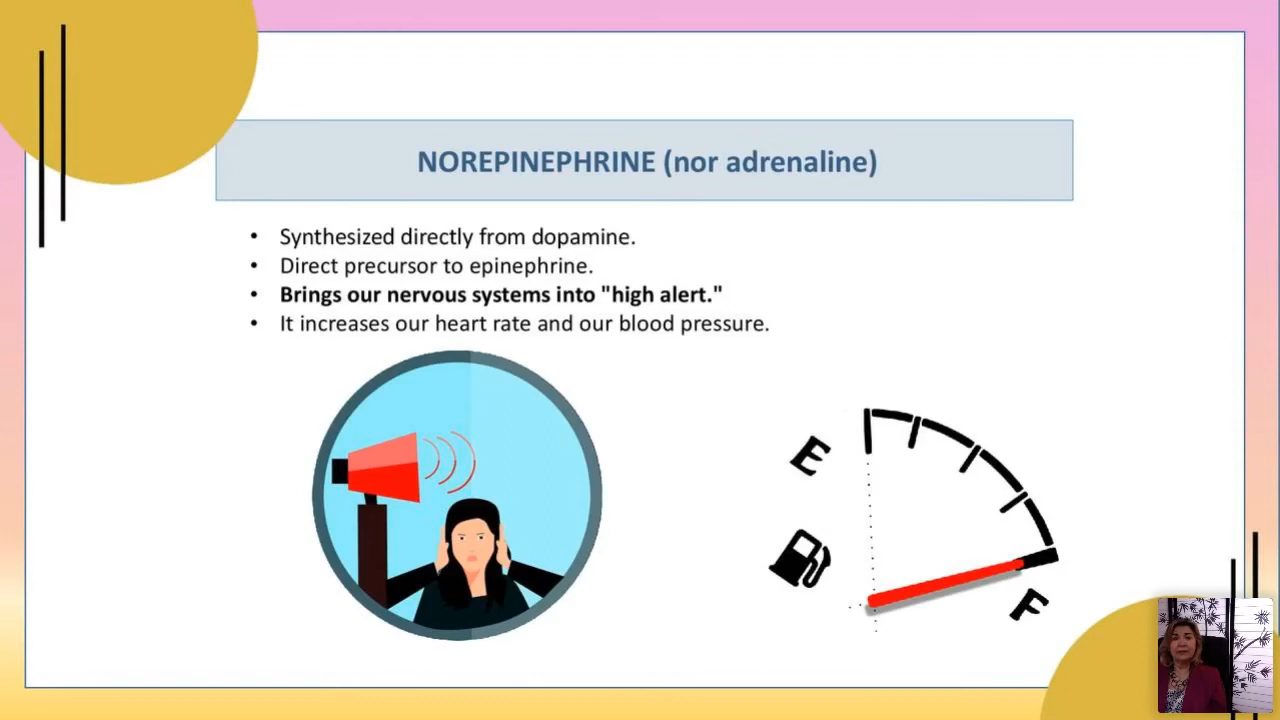 NOREPINEPHRINE (nor adrenaline)
• Synthesized directly from dopamine.
• Direct precursor to epinephrine.
• Brings our nervous systems into "high alert."
• It increases our heart rate and our blood pressure.
E
F